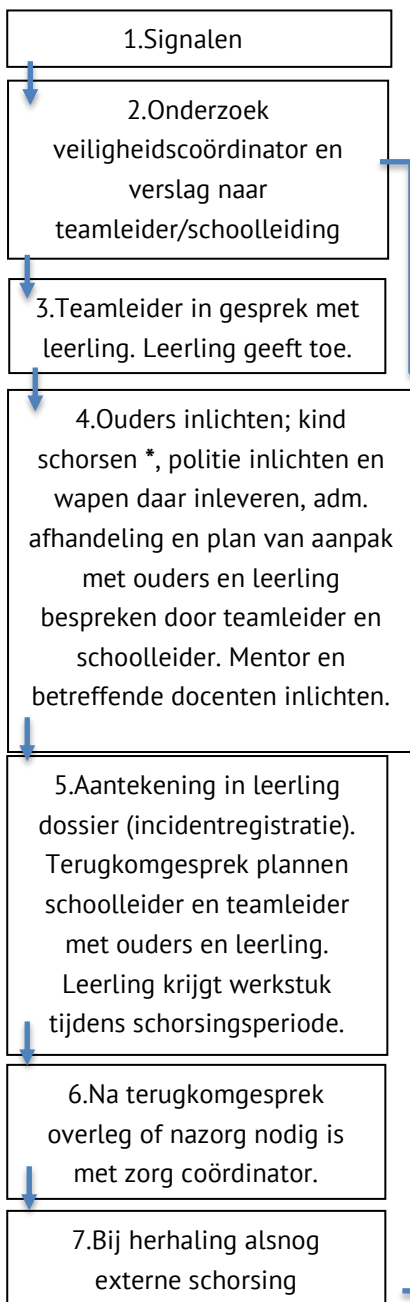 1.Signalen
2.Onderzoek
veiligheidscoördinator en
verslag naar
teamleider/schoolleiding
3.Teamleider in gesprek met
leerling. Leerling geeft toe.
4.Ouders inlichten; kind
schorsen *, politie inlichten en
wapen daar inleveren, adm.
afhandeling en plan van aanpak
met ouders en leerling
bespreken door teamleider en
schoolleider. Mentor en
betreffende docenten inlichten.
5.Aantekening in leerling
dossier (incidentregistratie).
Terugkomgesprek plannen
schoolleider en teamleider
met ouders en leerling.
Leerling krijgt werkstuk
tijdens schorsingsperiode.
6.Na terugkomgesprek
overleg of nazorg nodig is
met zorg coördinator.
7.Bij herhaling alsnog
externe schorsing